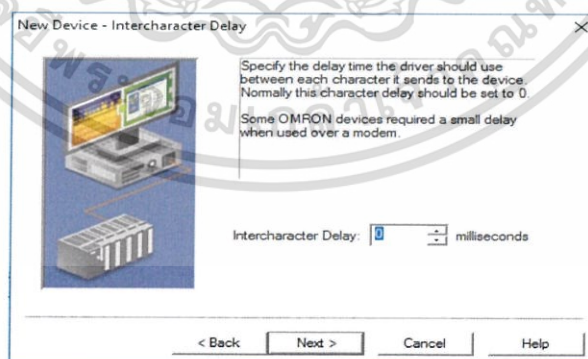 New Device - Intercharacter Delay
Specify the delay time the driver should use
between each character it sends to the device.
Normally this character delay should be set to 0.
Some OMRON devices required a small delay
when used over a modem.
Intercharacter Delay: 0 milliseconds
< Back Next > Cancel Help